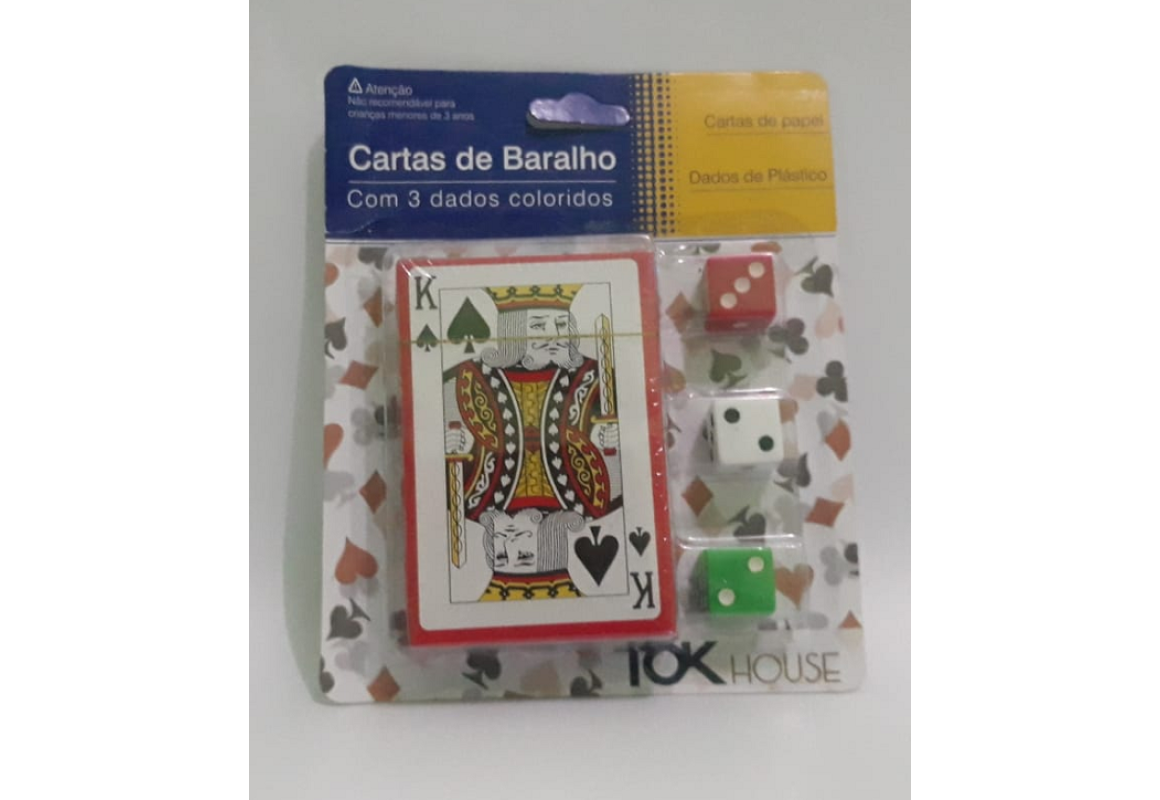 Atenção
Não recomendável para
crianças menores de 3 anos
Cartas de Baralho
Com 3 dados coloridos
Cartas de papel
Dados de Plástico
K
K
TOK HOUSE